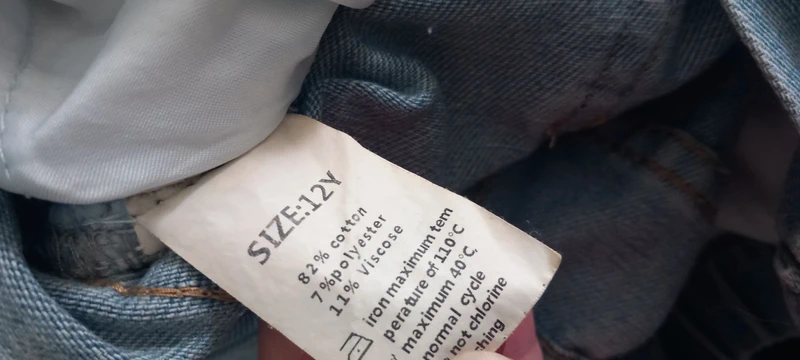 SIZE:12Y
82% cotton
7%polyester
11% Viscose
iron maximum tem
perature of 110°C
maximum 40°C,
normal cycle
not chlorine